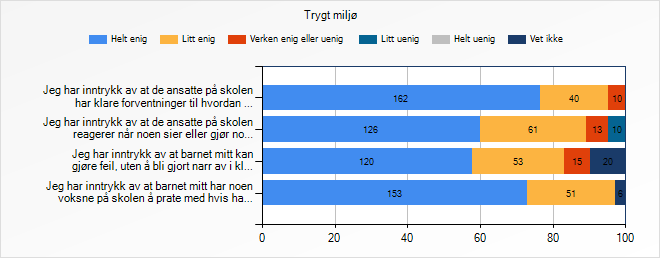 Trygt miljø
Helt enig Litt enig Verken enig eller uenig Litt uenig Helt uenig Vet ikke
Jeg har inntrykk av at de ansatte på skolen
har klare forventninger til hvordan ...
162 40 10
Jeg har inntrykk av at de ansatte på skolen
reagerer når noen sier eller gjør no...
126 61 13 10
Jeg har inntrykk av at barnet mitt kan
gjøre feil, uten å bli gjort narr av i kl...
120 53 15 20
Jeg har inntrykk av at barnet mitt har noen
voksne på skolen å prate med hvis ha...
153 51 6
0 20 40 60 80 100